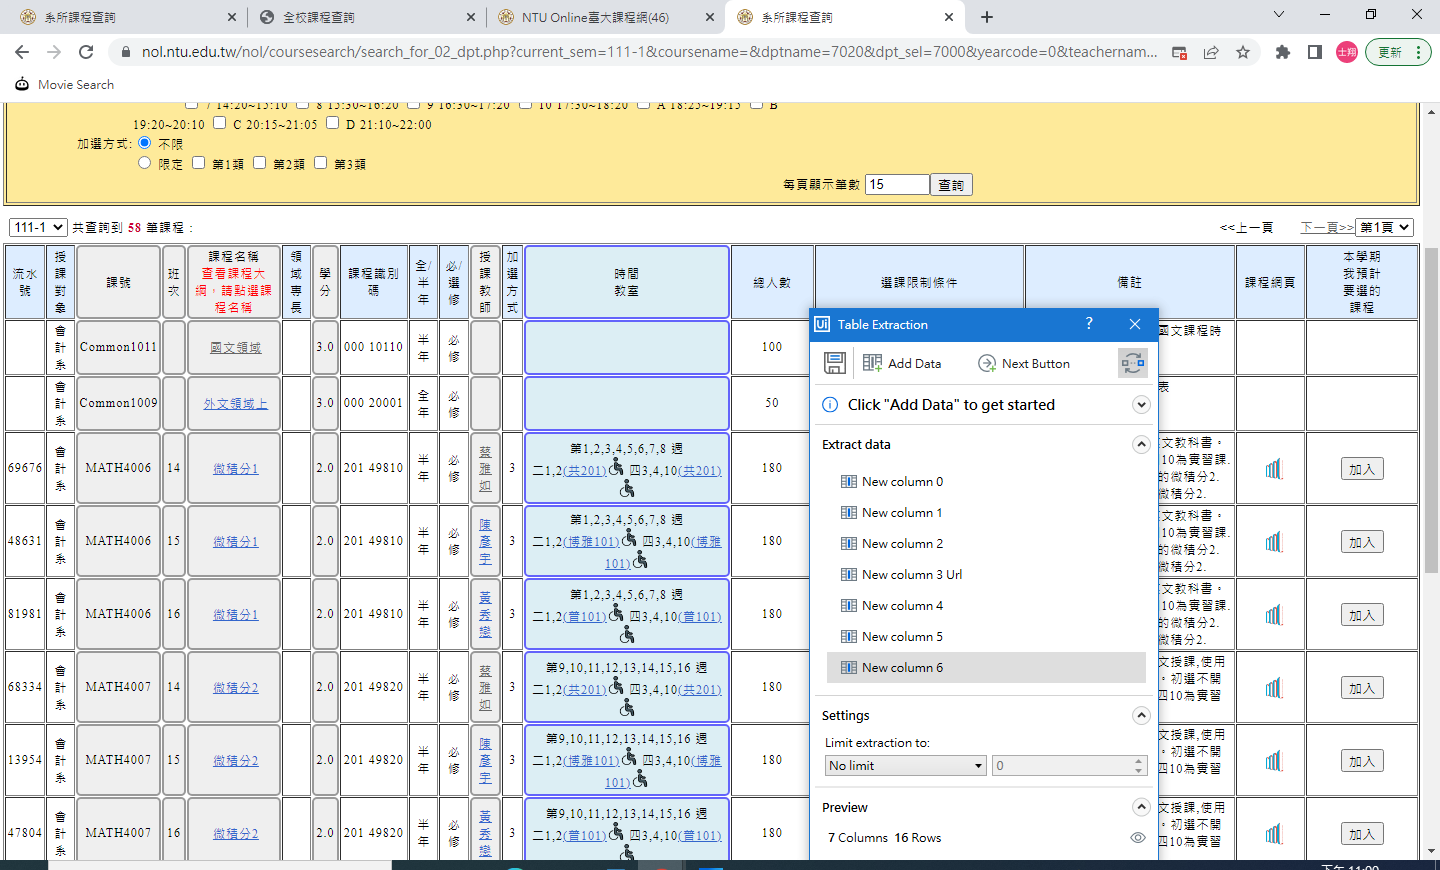 系所課程查詢
全校課程查詢
NTU Online臺大課程網(46)
系所課程查詢
nol.ntu.edu.tw/nol/coursesearch/search_for_02_dpt.php?current_sem=111-1&coursename=&dptname=7020&dpt_sel=7000&yearcode=0&teachernam...
士翔
更新
Movie Search
7 14:20~15:10 8 15:30~16:20 9 16:30~17:20 10 17:30~18:20 A 18:25~19:15 B
19:20~20:10 C 20:15~21:05 D 21:10~22:00
加選方式: 不限
限定 第1類 第2類 第3類
每頁顯示筆數 15 查詢
111-1 共查詢到 58 筆課程：
<<上一頁 下一頁>> 第1頁
流水號 授課對象 課號 班次 課程名稱 查看課程大綱，請點選課程名稱 領域專長 學分 課程識別碼 全/半年 必/選修 授課教師 加選方式 時間教室 總人數 選課限制條件 備註 課程網頁 本學期我預計要選的課程
會計系 Common1011 國文領域 3.0 000 10110 半年 必修 100 國文課程時
會計系 Common1009 外文領域上 3.0 000 20001 全年 必修 50 表
69676 會計系 MATH4006 14 微積分1 2.0 201 49810 半年 必修 蔡雅如 3 第1,2,3,4,5,6,7,8 週 二1,2(共201) 四3,4,10(共201) 180 文教科書。 10為實習課. 的微積分2. 微積分2. 加入
48631 會計系 MATH4006 15 微積分1 2.0 201 49810 半年 必修 陳彥宇 3 第1,2,3,4,5,6,7,8 週 二1,2(博雅101) 四3,4,10(博雅101) 180 文教科書。 10為實習課. 的微積分2. 微積分2. 加入
81981 會計系 MATH4006 16 微積分1 2.0 201 49810 半年 必修 黃秀戀 3 第1,2,3,4,5,6,7,8 週 二1,2(普101) 四3,4,10(普101) 180 文教科書。 10為實習課. 的微積分2. 微積分2. 加入
68334 會計系 MATH4007 14 微積分2 2.0 201 49820 半年 必修 蔡雅如 3 第9,10,11,12,13,14,15,16 週 二1,2(共201) 四3,4,10(共201) 180 文授課,使用 。初選不開 四10為實習 加入
13954 會計系 MATH4007 15 微積分2 2.0 201 49820 半年 必修 陳彥宇 3 第9,10,11,12,13,14,15,16 週 二1,2(博雅101) 四3,4,10(博雅101) 180 文授課,使用 。初選不開 四10為實習 加入
47804 會計系 MATH4007 16 微積分2 2.0 201 49820 半年 必修 黃秀戀 3 第9,10,11,12,13,14,15,16 週 二1,2(普101) 四3,4,10(普101) 180 文授課,使用 。初選不開 四10為實習 加入
Ui Table Extraction ?
Add Data Next Button
Click "Add Data" to get started
Extract data
New column 0
New column 1
New column 2
New column 3 Url
New column 4
New column 5
New column 6
Settings
Limit extraction to:
No limit 0
Preview
7 Columns 16 Rows
下午 11:00